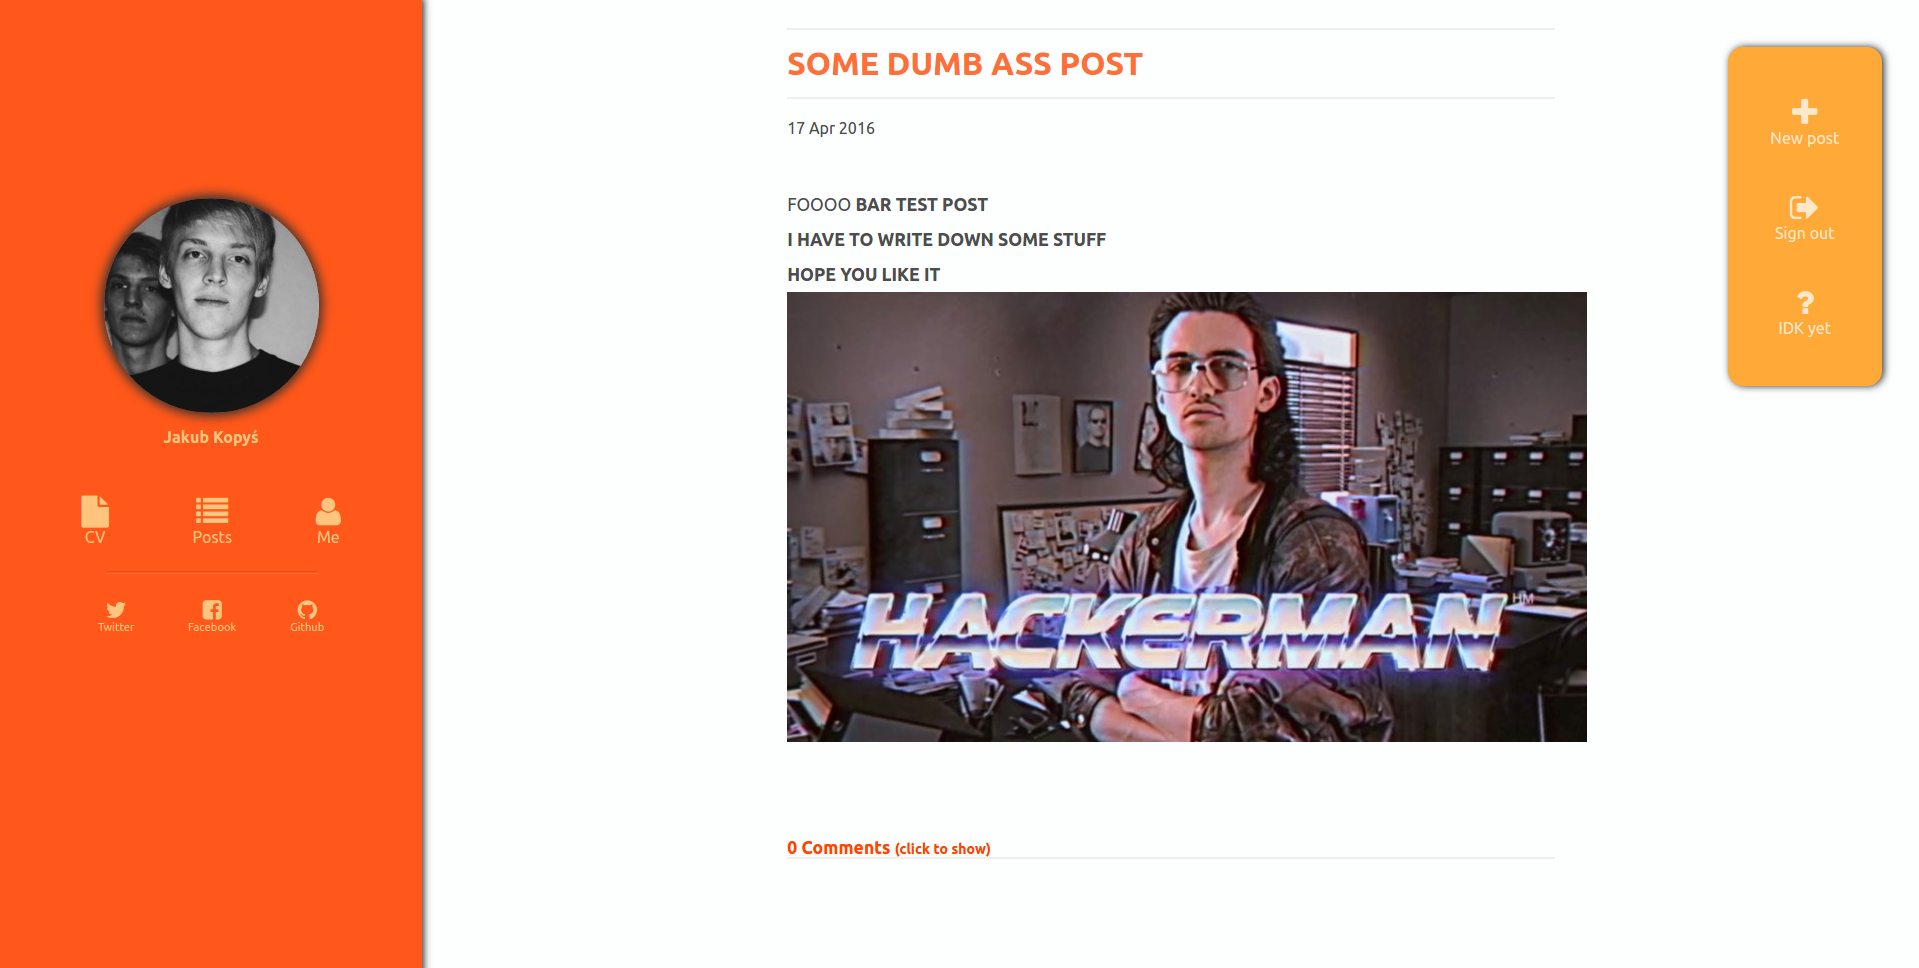 SOME DUMB ASS POST
17 Apr 2016
FOOOO BAR TEST POST
I HAVE TO WRITE DOWN SOME STUFF
HOPE YOU LIKE IT
HACKERMAN HM
0 Comments (click to show)
Jakub Kopyś
CV Posts Me
Twitter Facebook Github
New post
Sign out
IDK yet